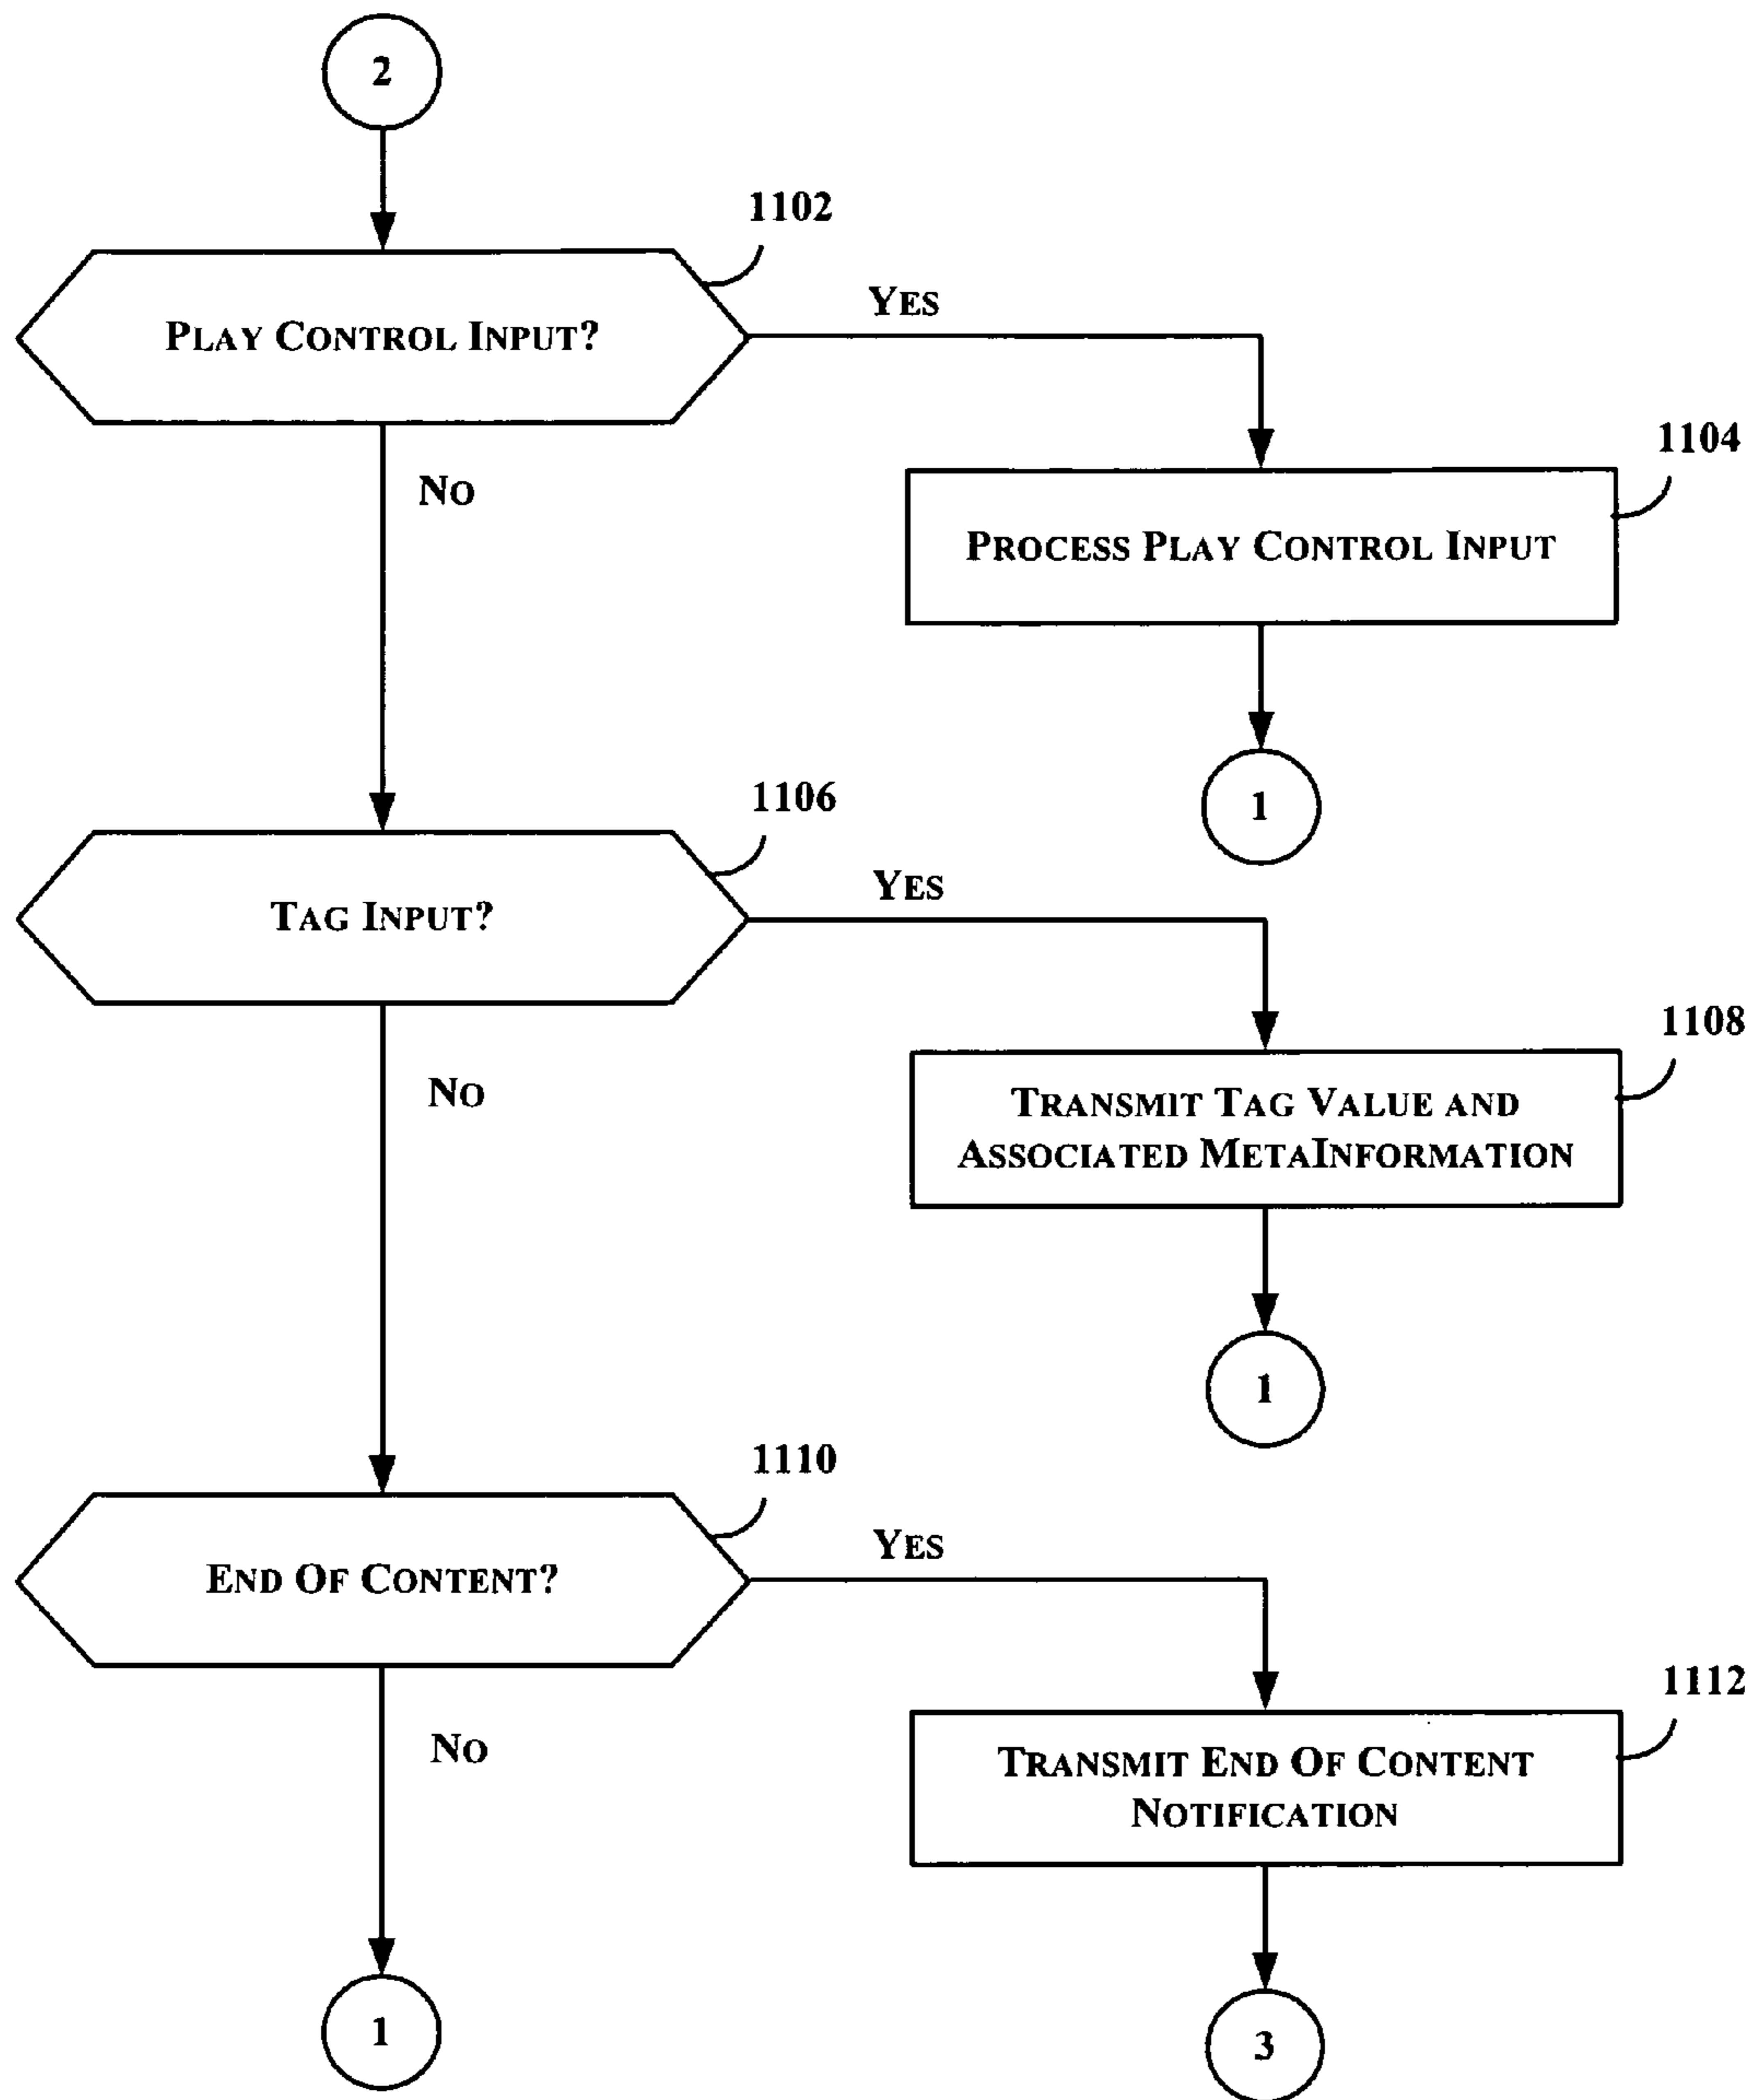 2
1102
PLAY CONTROL INPUT?
YES
NO
1104
PROCESS PLAY CONTROL INPUT
1
1106
TAG INPUT?
YES
NO
1108
TRANSMIT TAG VALUE AND
ASSOCIATED METAINFORMATION
1
1110
END OF CONTENT?
YES
NO
1112
TRANSMIT END OF CONTENT
NOTIFICATION
1
3